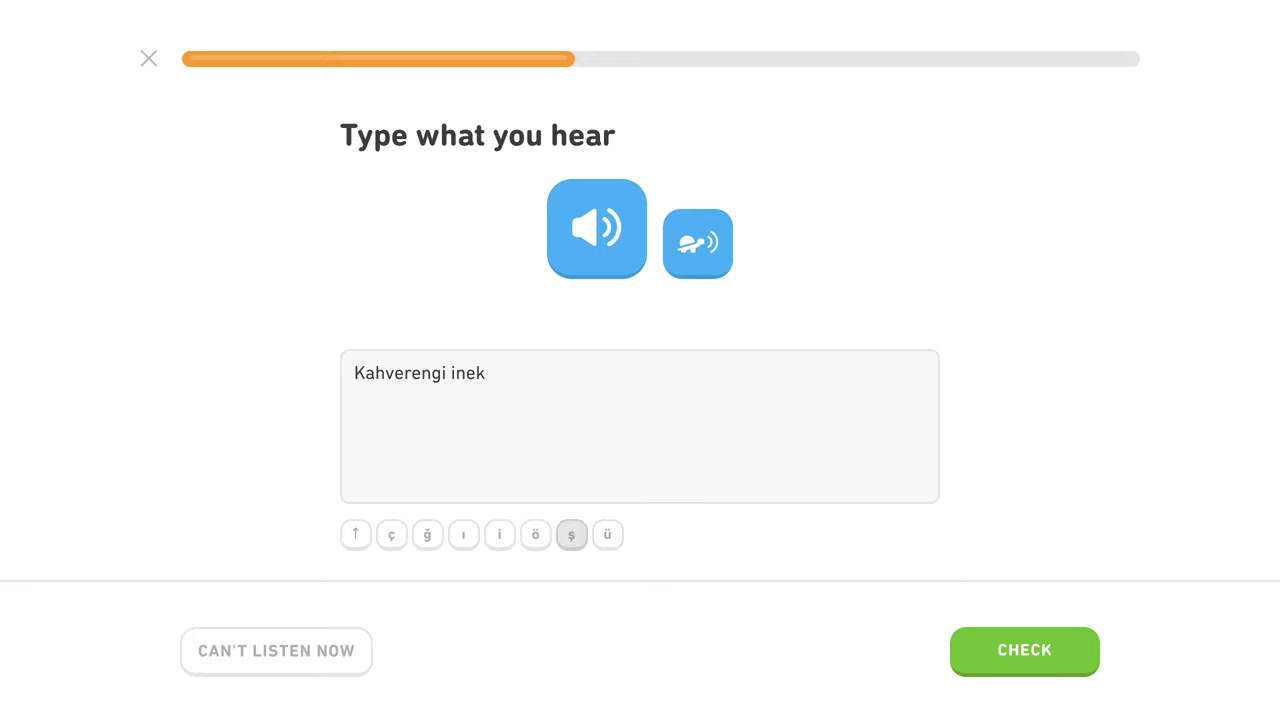 Type what you hear
Kahverengi inek
↑ ç ğ ı i ö ş ü
CAN'T LISTEN NOW
CHECK